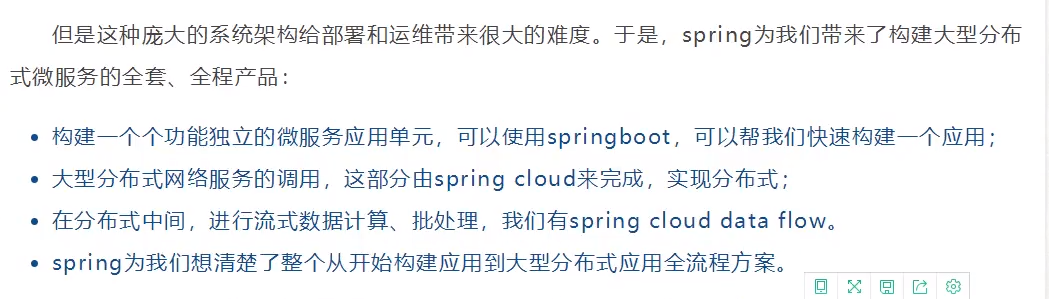 但是这种庞大的系统架构给部署和运维带来很大的难度。于是，spring为我们带来了构建大型分布
式微服务的全套、全程产品：
构建一个个功能独立的微服务应用单元，可以使用springboot，可以帮我们快速构建一个应用；
大型分布式网络服务的调用，这部分由spring cloud来完成，实现分布式；
在分布式中间，进行流式数据计算、批处理，我们有spring cloud data flow。
spring为我们想清楚了整个从开始构建应用到大型分布式应用全流程方案。